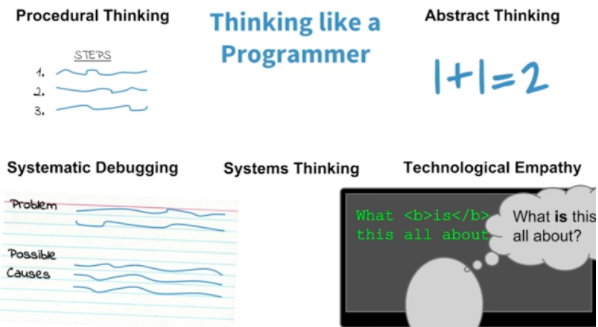 Procedural Thinking
Thinking like a
Programmer
Abstract Thinking
STEPS
1.
2.
3.
1+1=2
Systematic Debugging
Systems Thinking
Technological Empathy
Problem
Possible
Causes
What <b>is</b>
this all about
What is this
all about?